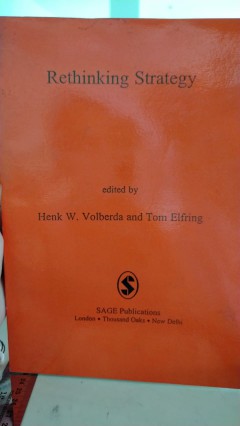 Rethinking Strategy
edited by
Henk W. Volberda and Tom Elfring
S
SAGE Publications
London • Thousand Oaks • New Delhi